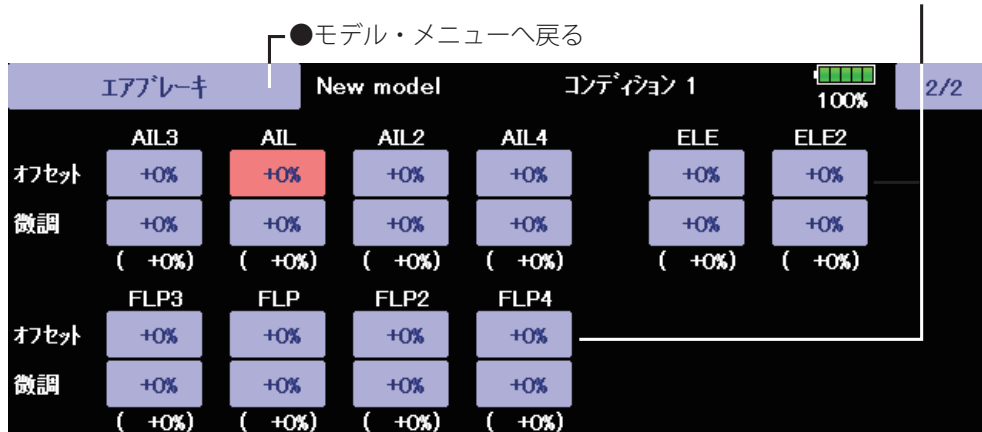 ●モデル・メニューへ戻る
エアブレーキ New model コンディション 1 100% 2/2
AIL3 AIL AIL2 AIL4 ELE ELE2
オフセット +0% +0% +0% +0% +0% +0%
微調 +0% +0% +0% +0% +0% +0%
( +0%) ( +0%) ( +0%) ( +0%) ( +0%) ( +0%)
FLP3 FLP FLP2 FLP4
オフセット +0% +0% +0% +0%
微調 +0% +0% +0% +0%
( +0%) ( +0%) ( +0%) ( +0%)